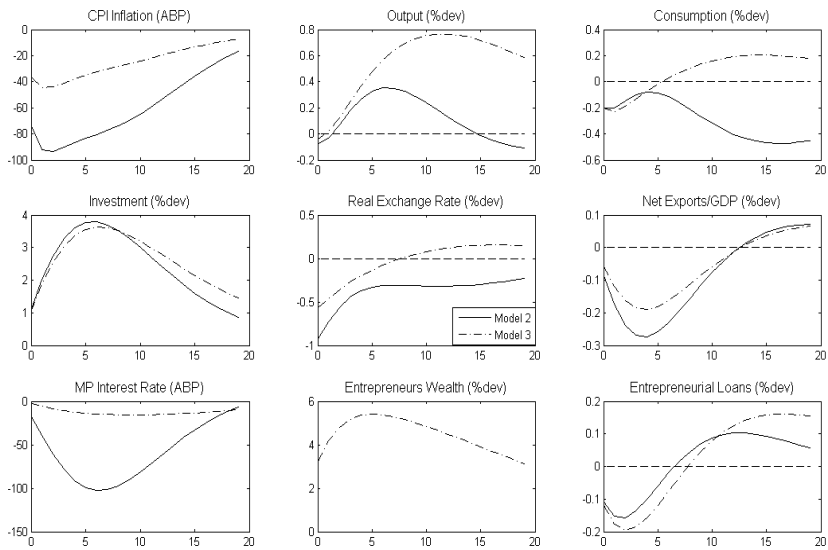 CPI Inflation (ABP)
0
-20
-40
-60
-80
-100
0 5 10 15 20
Output (%dev)
0.8
0.6
0.4
0.2
0
-0.2
0 5 10 15 20
Consumption (%dev)
0.4
0.2
0
-0.2
-0.4
-0.6
0 5 10 15 20
Investment (%dev)
4
3
2
1
0
0 5 10 15 20
Real Exchange Rate (%dev)
0.5
0
-0.5
-1
Model 2
Model 3
0 5 10 15 20
Net Exports/GDP (%dev)
0.1
0
-0.1
-0.2
-0.3
0 5 10 15 20
MP Interest Rate (ABP)
0
-50
-100
-150
0 5 10 15 20
Entrepreneurs Wealth (%dev)
6
4
2
0
0 5 10 15 20
Entrepreneurial Loans (%dev)
0.2
0.1
0
-0.1
-0.2
0 5 10 15 20